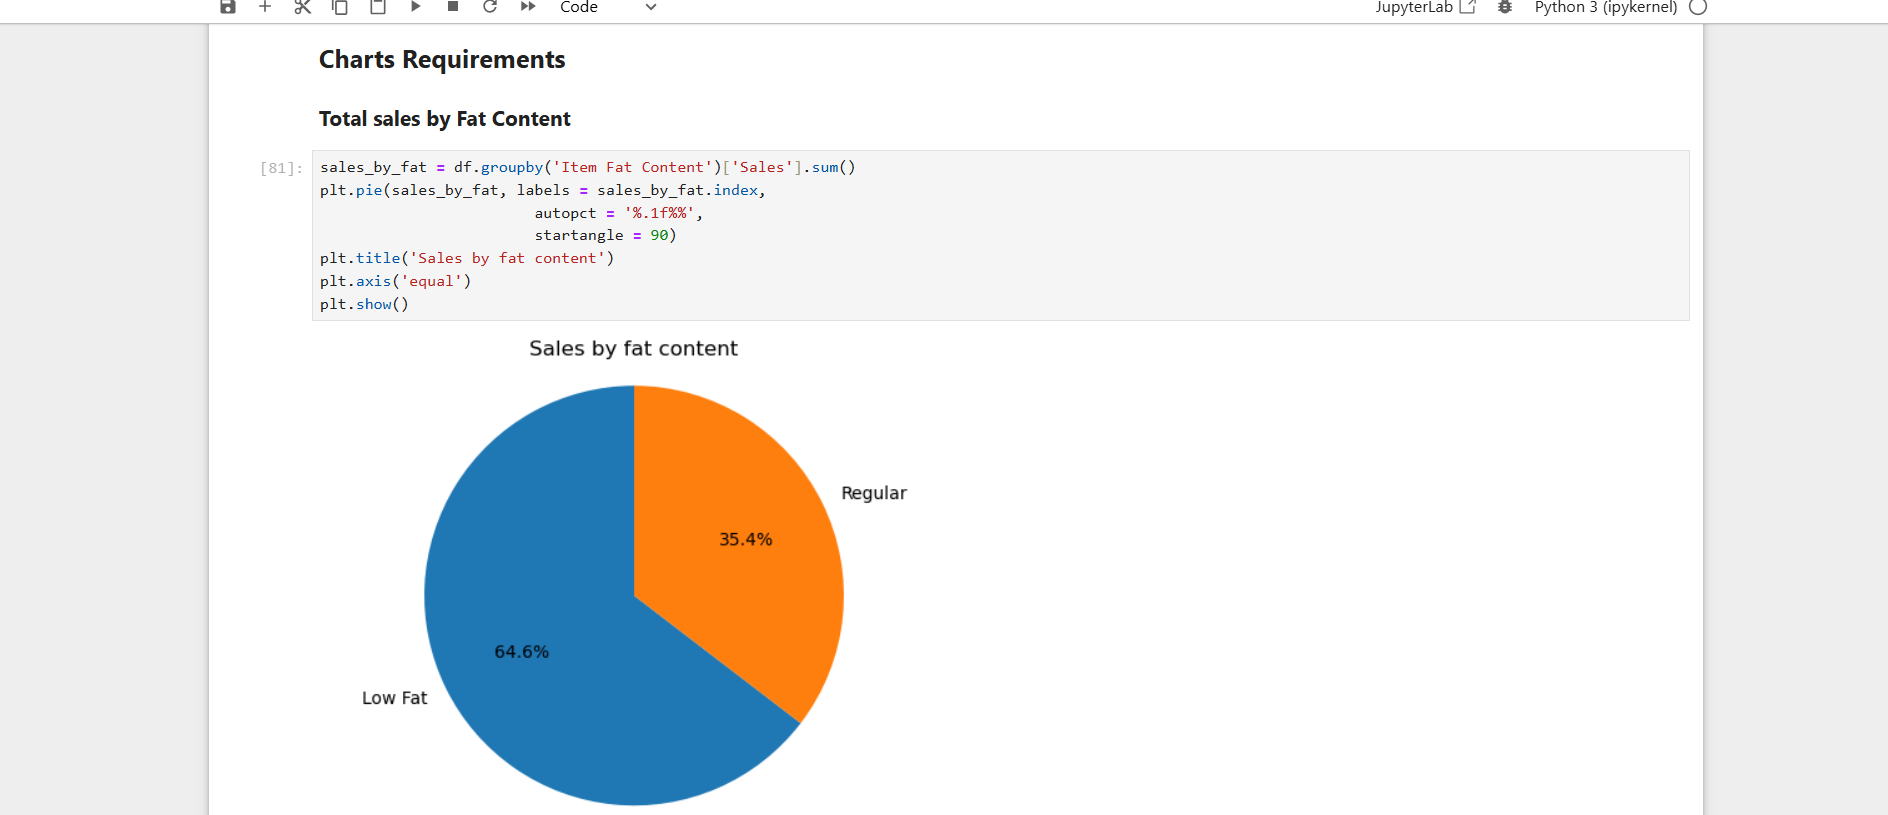 Code
JupyterLab
Python 3 (ipykernel)
Charts Requirements
Total sales by Fat Content
[81]:
sales_by_fat = df.groupby('Item Fat Content')['Sales'].sum()
plt.pie(sales_by_fat, labels = sales_by_fat.index,
autopct = '%.1f%%',
startangle = 90)
plt.title('Sales by fat content')
plt.axis('equal')
plt.show()
Sales by fat content
Regular
35.4%
64.6%
Low Fat